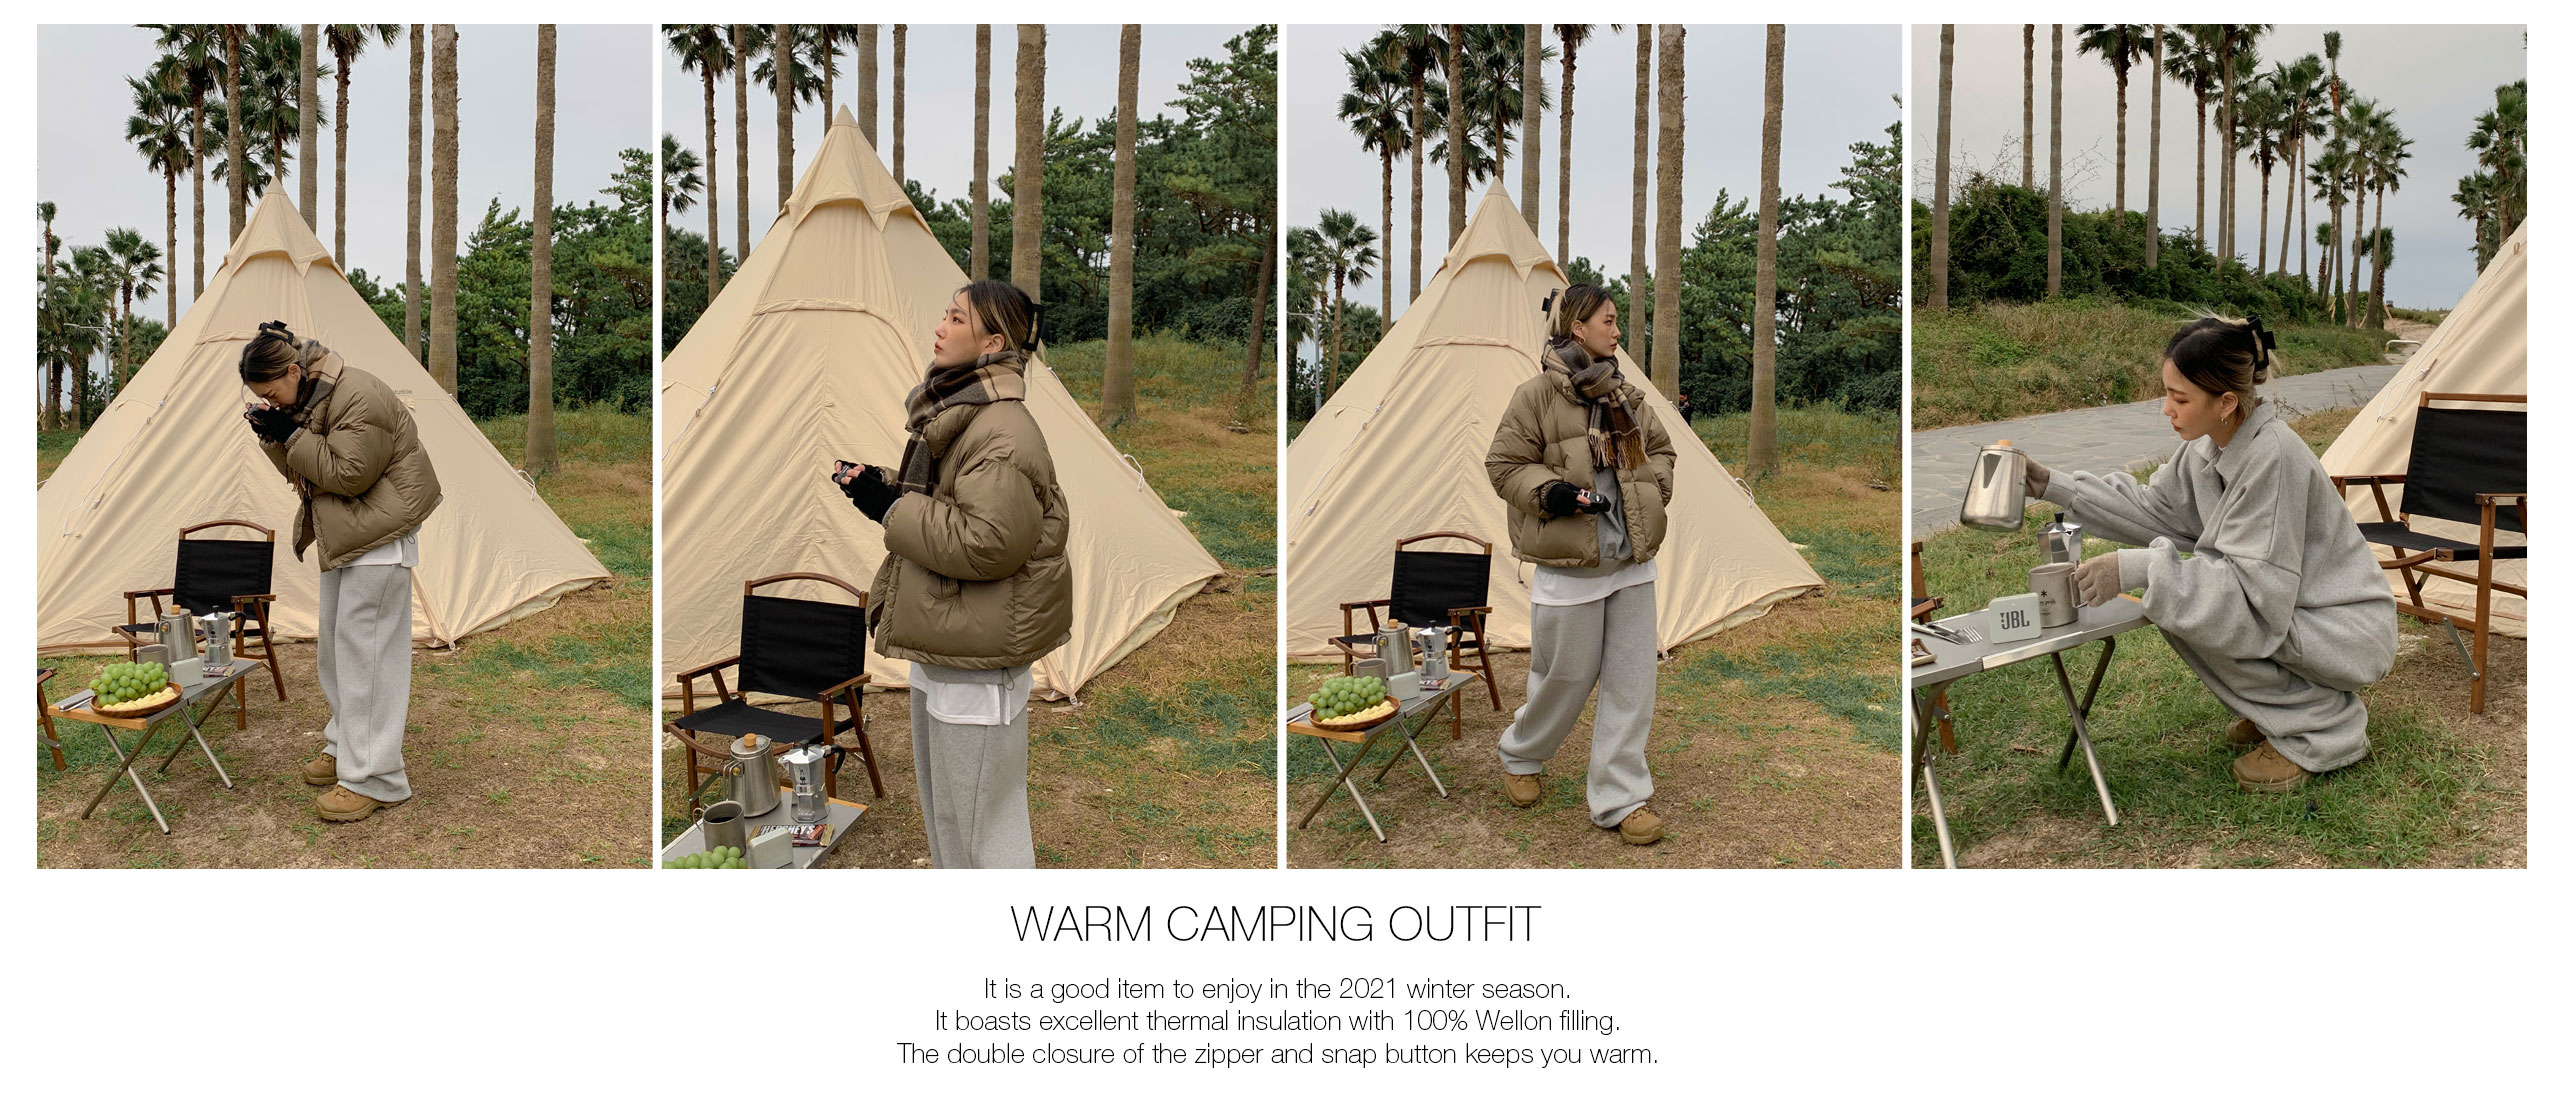 HERSHEY'S
JBL
WARM CAMPING OUTFIT
It is a good item to enjoy in the 2021 winter season.
It boasts excellent thermal insulation with 100% Wellon filling.
The double closure of the zipper and snap button keeps you warm.